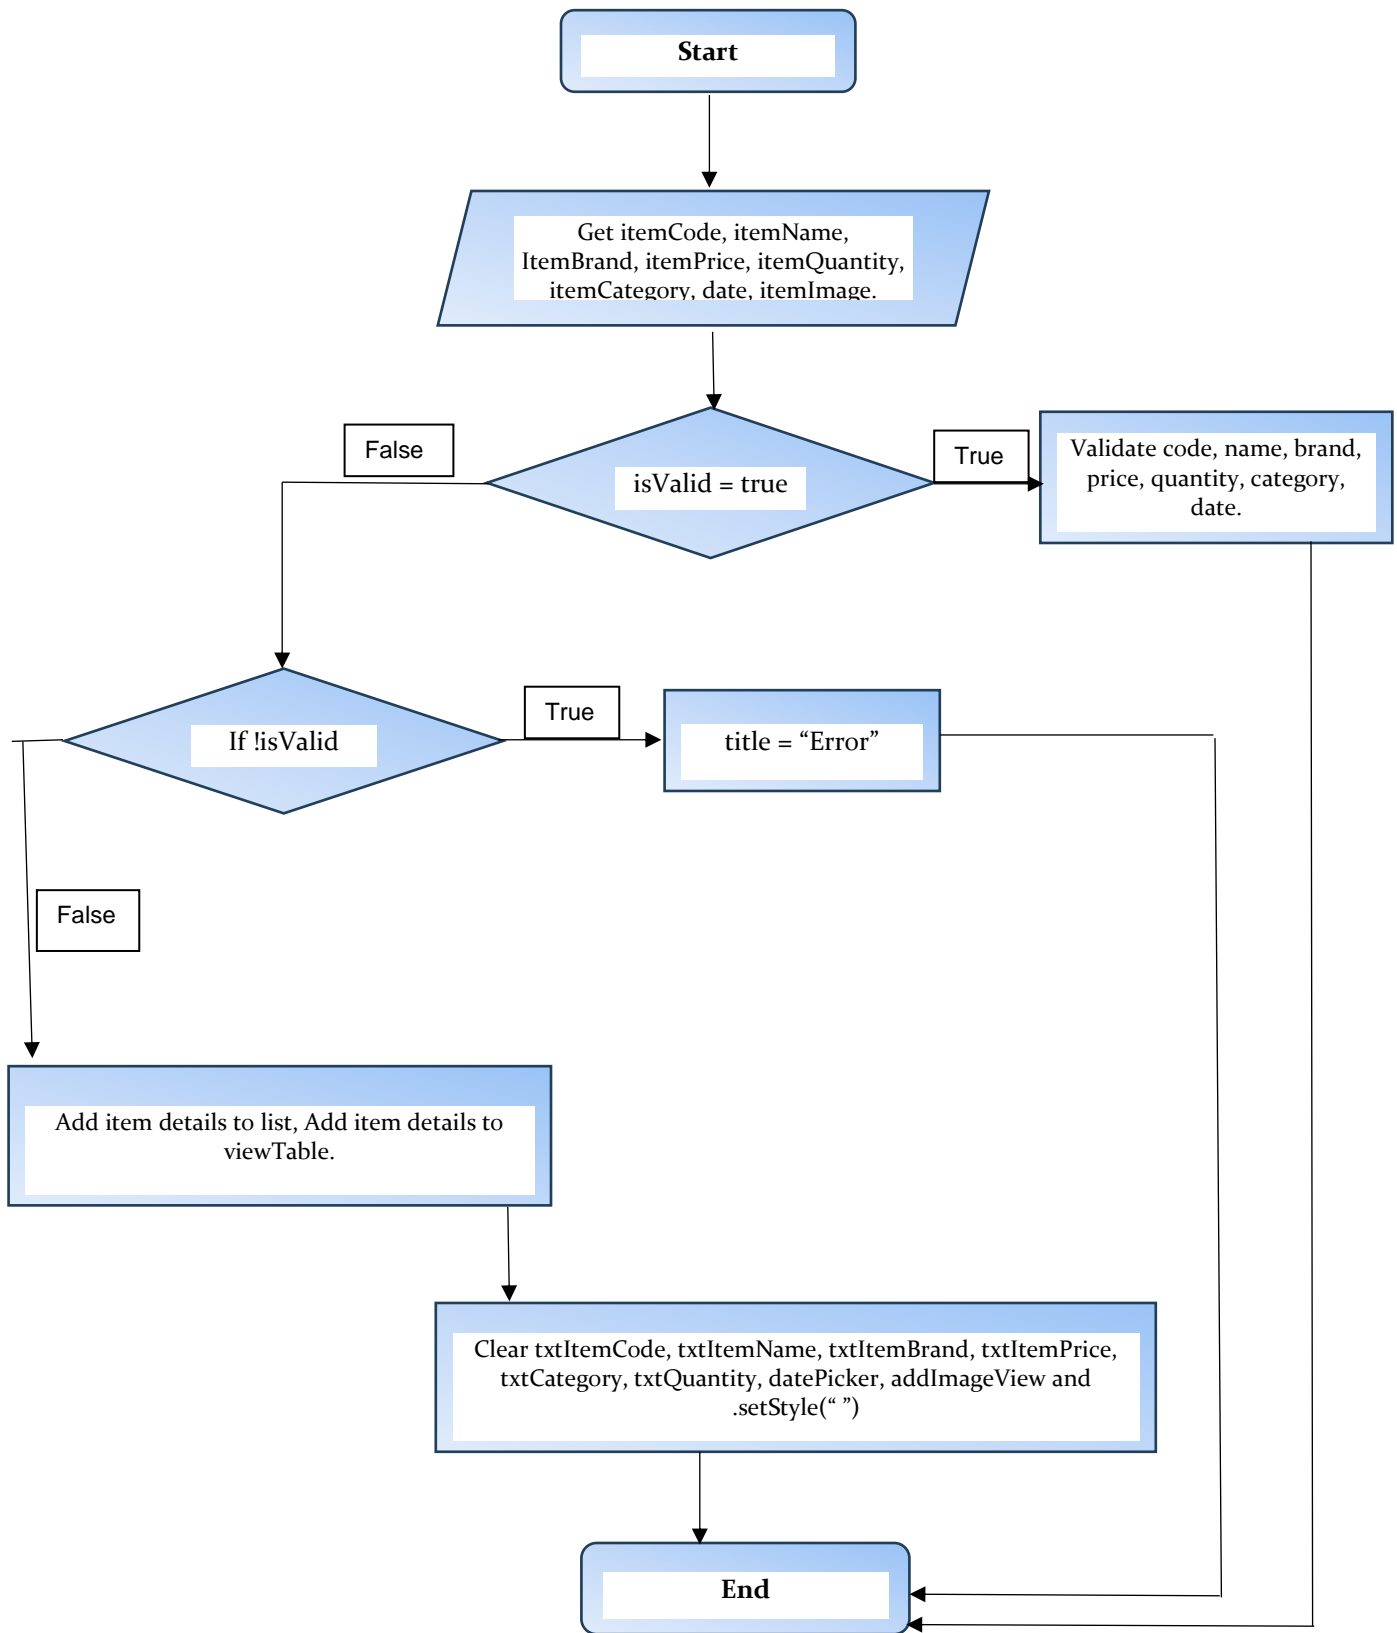 Start
Get itemCode, itemName,
ItemBrand, itemPrice, itemQuantity,
itemCategory, date, itemImage.
False
True
isValid = true
Validate code, name, brand,
price, quantity, category,
date.
If !isValid
True
title = “Error”
False
Add item details to list, Add item details to
viewTable.
Clear txtItemCode, txtItemName, txtItemBrand, txtItemPrice,
txtCategory, txtQuantity, datePicker, addImageView and
.setStyle(“ ”)
End